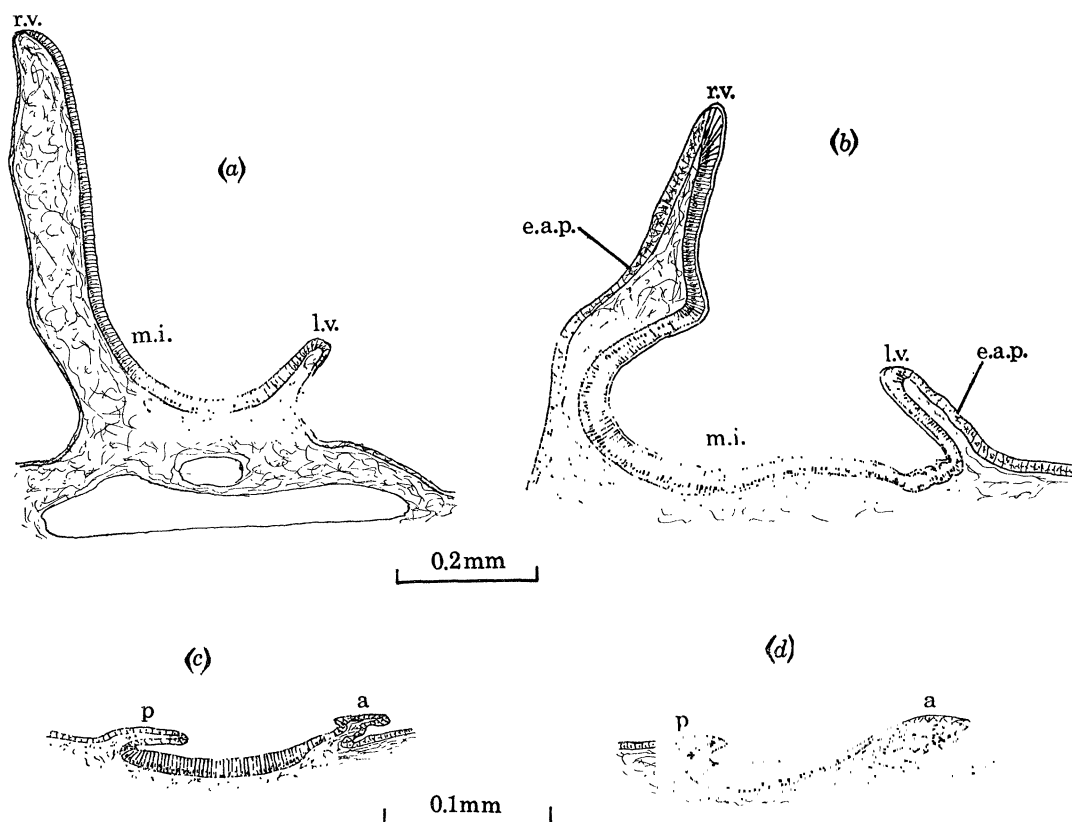 r.v.
(a)
m.i.
l.v.
r.v.
(b)
e.a.p.
l.v.
e.a.p.
m.i.
0.2mm
(c)
p
a
(d)
p
a
0.1mm